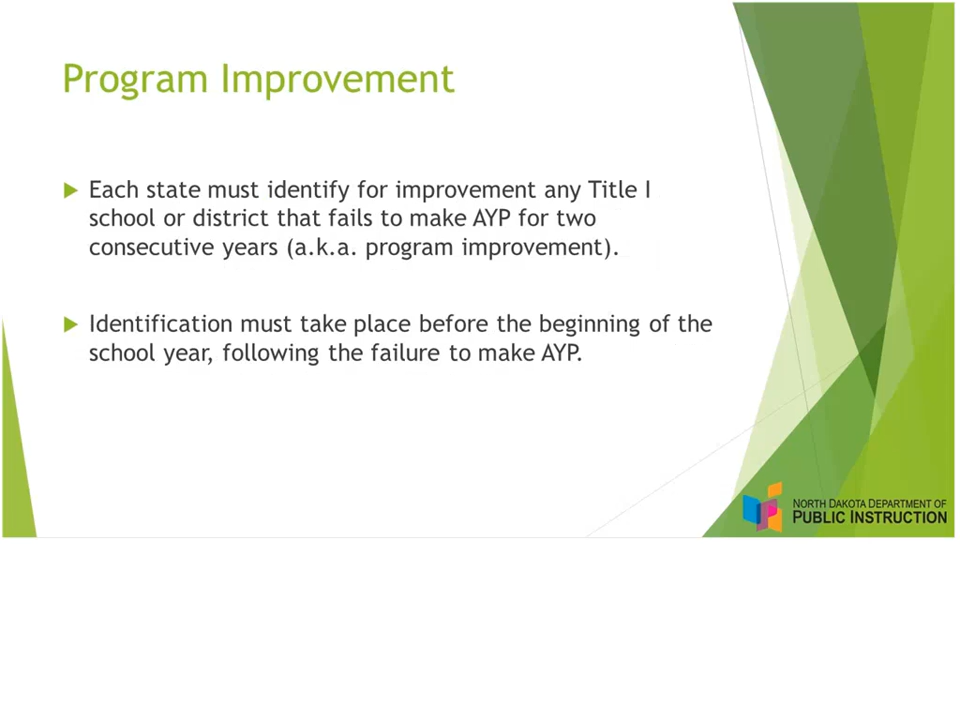 Program Improvement
Each state must identify for improvement any Title I
school or district that fails to make AYP for two
consecutive years (a.k.a. program improvement).
Identification must take place before the beginning of the
school year, following the failure to make AYP.
NORTH DAKOTA DEPARTMENT OF
PUBLIC INSTRUCTION